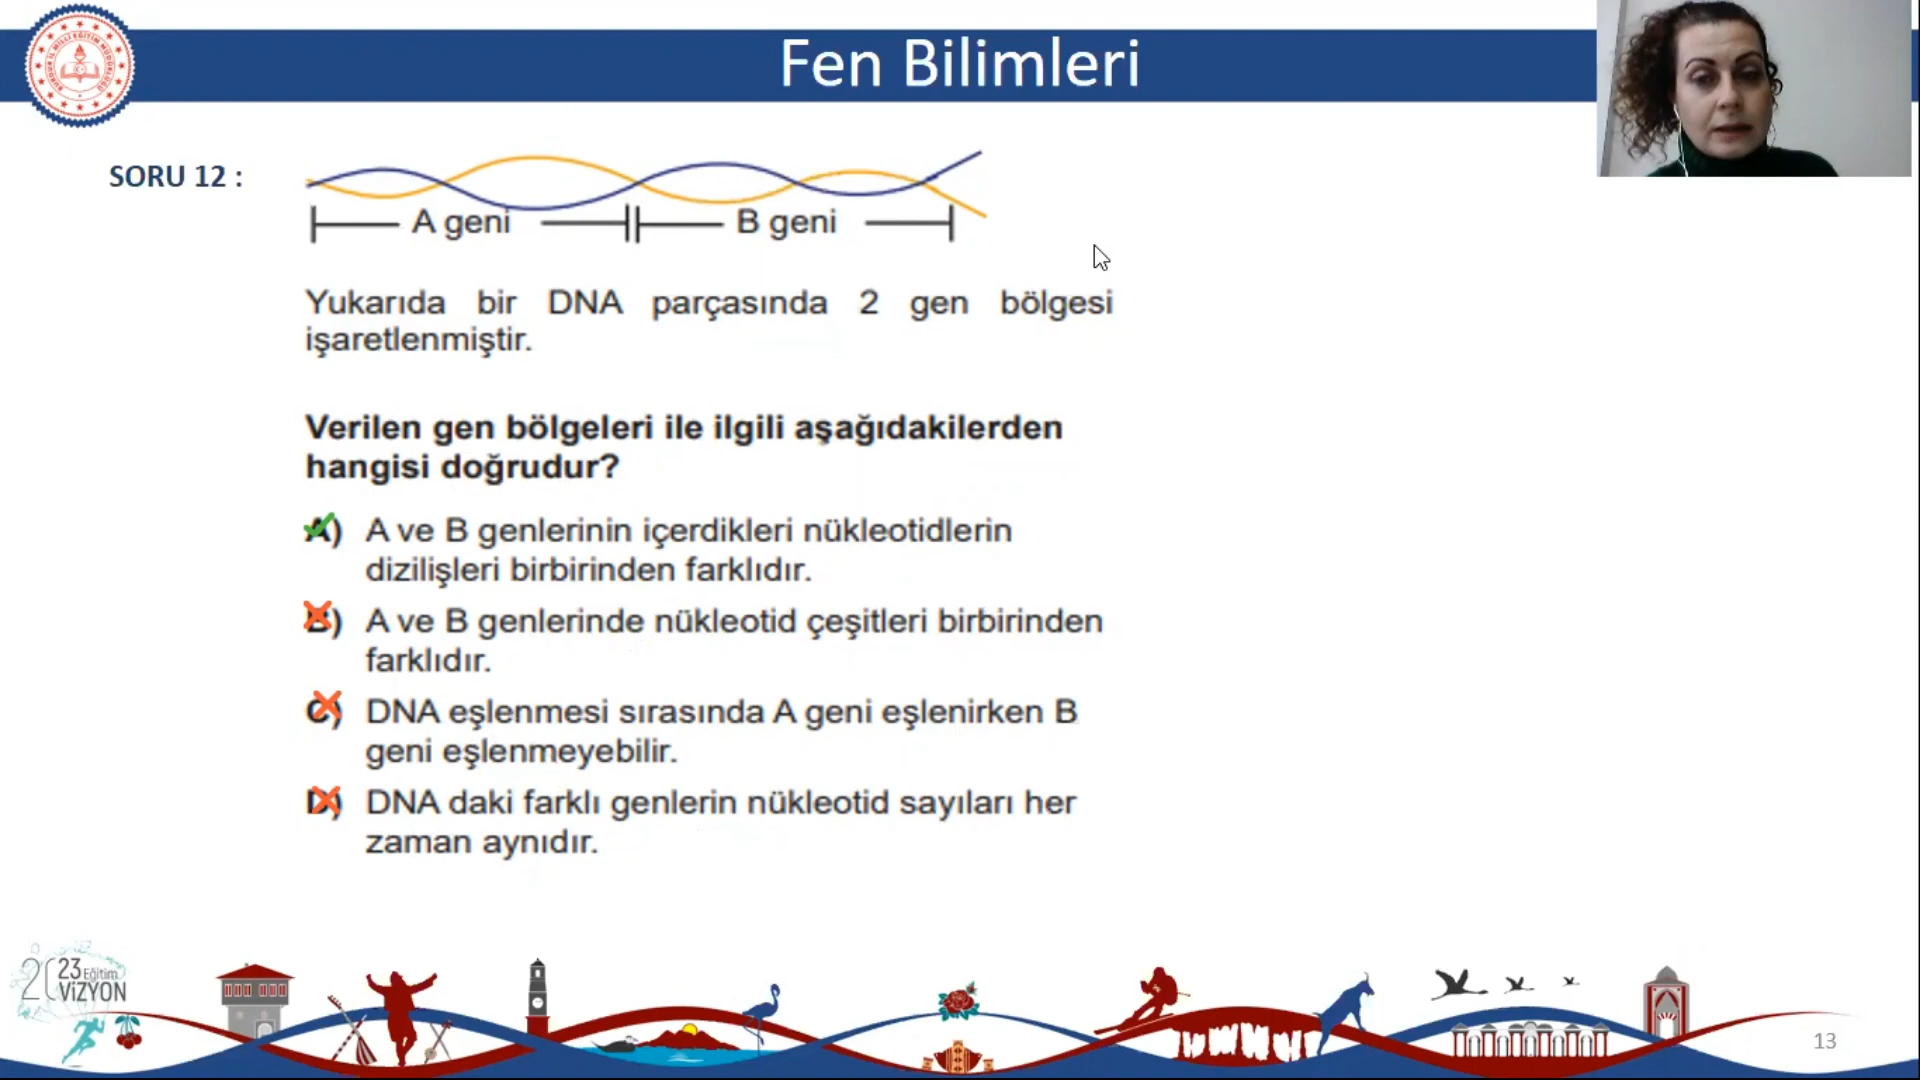 Fen Bilimleri
SORU 12 :
A geni
B geni
Yukarıda bir DNA parçasında 2 gen bölgesi
işaretlenmiştir.
Verilen gen bölgeleri ile ilgili aşağıdakilerden
hangisi doğrudur?
A) A ve B genlerinin içerdikleri nükleotidlerin
dizilişleri birbirinden farklıdır.
B) A ve B genlerinde nükleotid çeşitleri birbirinden
farklıdır.
C) DNA eşlenmesi sırasında A geni eşlenirken B
geni eşlenmeyebilir.
D) DNA daki farklı genlerin nükleotid sayıları her
zaman aynıdır.
2023 Eğitim
VİZYON
13